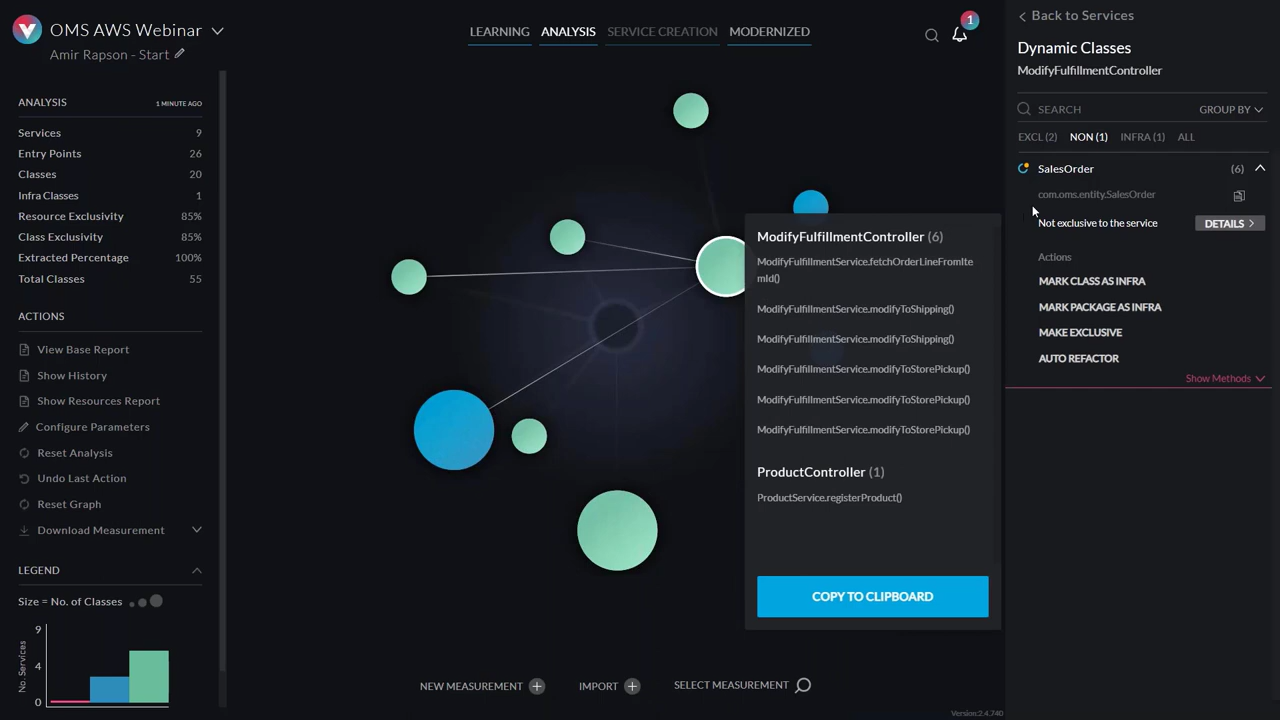 OMS AWS Webinar
Amir Rapson - Start
LEARNING
ANALYSIS
SERVICE CREATION
MODERNIZED
1
ANALYSIS
1 MINUTE AGO
Services 9
Entry Points 26
Classes 20
Infra Classes 1
Resource Exclusivity 85%
Class Exclusivity 85%
Extracted Percentage 100%
Total Classes 55
ACTIONS
View Base Report
Show History
Show Resources Report
Configure Parameters
Reset Analysis
Undo Last Action
Reset Graph
Download Measurement
LEGEND
Size = No. of Classes
9
4
0
No. Services
ModifyFulfillmentController (6)
ModifyFulfillmentService.fetchOrderLineFromIte
mId()
ModifyFulfillmentService.modifyToShipping()
ModifyFulfillmentService.modifyToShipping()
ModifyFulfillmentService.modifyToStorePickup()
ModifyFulfillmentService.modifyToStorePickup()
ModifyFulfillmentService.modifyToStorePickup()
ProductController (1)
ProductService.registerProduct()
COPY TO CLIPBOARD
NEW MEASUREMENT
IMPORT
SELECT MEASUREMENT
Version:2.4.740
Back to Services
Dynamic Classes
ModifyFulfillmentController
SEARCH
GROUP BY
EXCL (2)
NON (1)
INFRA (1)
ALL
SalesOrder (6)
com.oms.entity.SalesOrder
Not exclusive to the service
DETAILS
Actions
MARK CLASS AS INFRA
MARK PACKAGE AS INFRA
MAKE EXCLUSIVE
AUTO REFACTOR
Show Methods